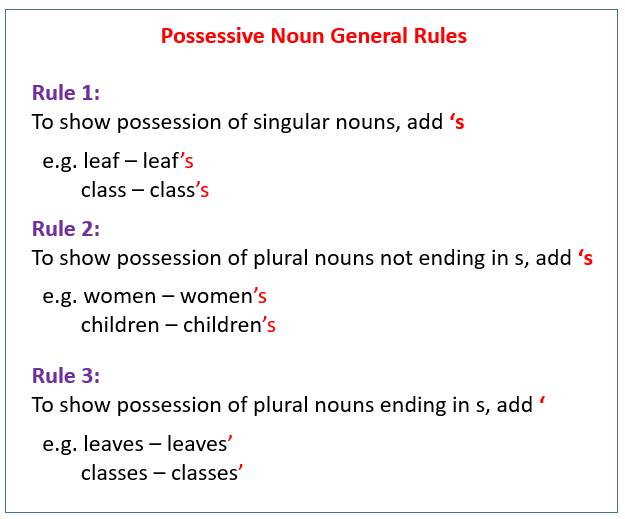 Possessive Noun General Rules
Rule 1:
To show possession of singular nouns, add ‘s
e.g. leaf – leaf’s
class – class’s
Rule 2:
To show possession of plural nouns not ending in s, add ‘s
e.g. women – women’s
children – children’s
Rule 3:
To show possession of plural nouns ending in s, add ‘
e.g. leaves – leaves’
classes – classes’